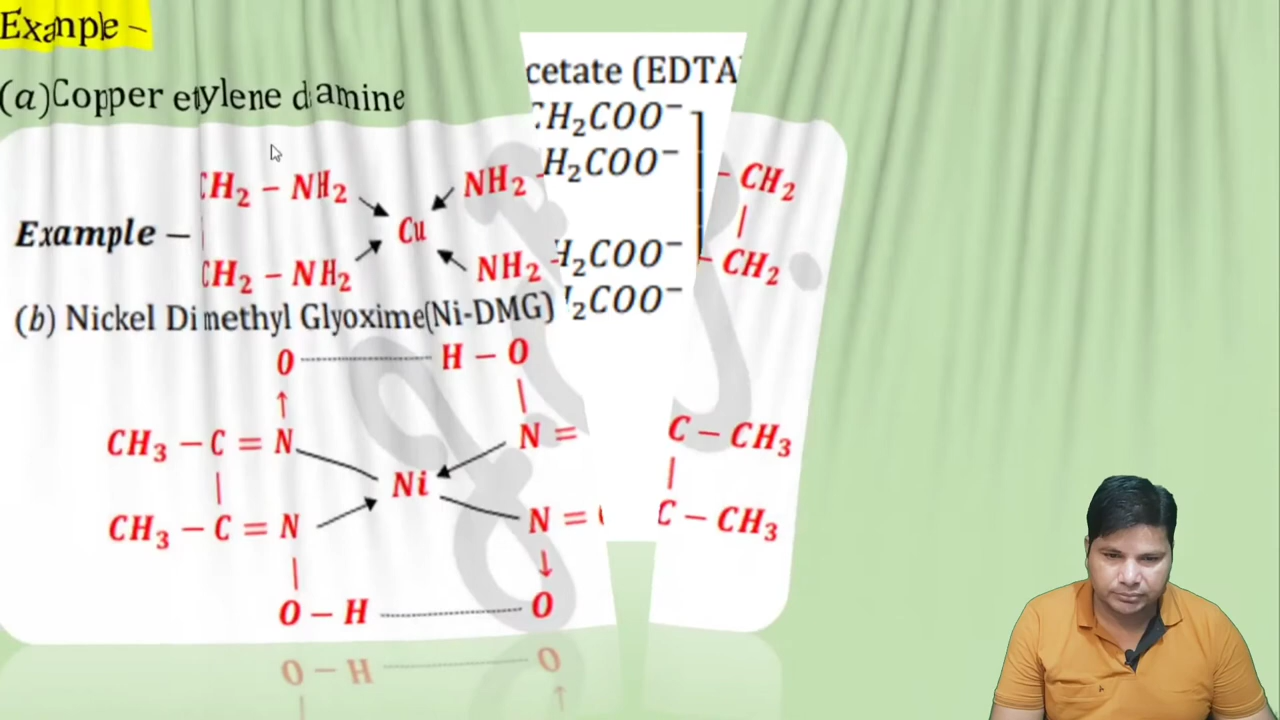 Example –
(a)Copper etylene diamine
cetate (EDTA
CH₂COO⁻
H₂COO⁻
CH₂ – NH₂ NH₂ – CH₂
Example – Cu
CH₂ – NH₂ NH₂ – CH₂
H₂COO⁻
₂COO⁻
(b) Nickel Dimethyl Glyoxime(Ni-DMG)
O H – O
CH₃ – C = N N = C – CH₃
Ni
CH₃ – C = N N = C – CH₃
O – H O
O – H O